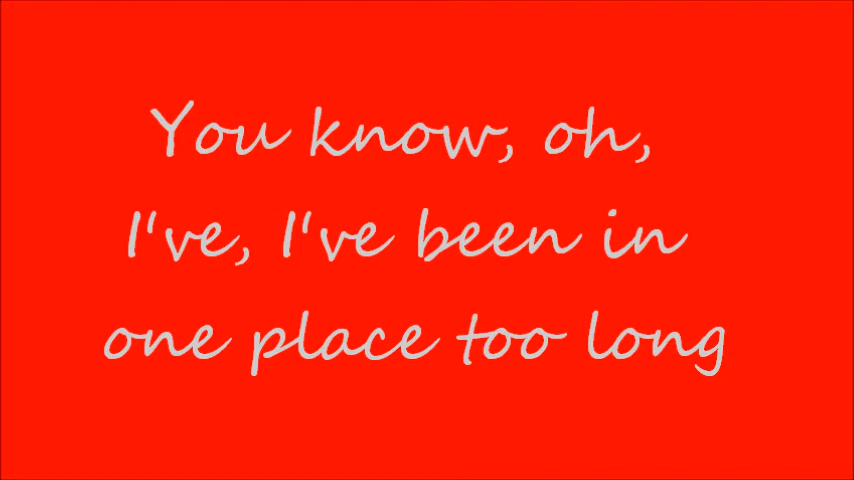 You know, oh,
I've, I've been in
one place too long